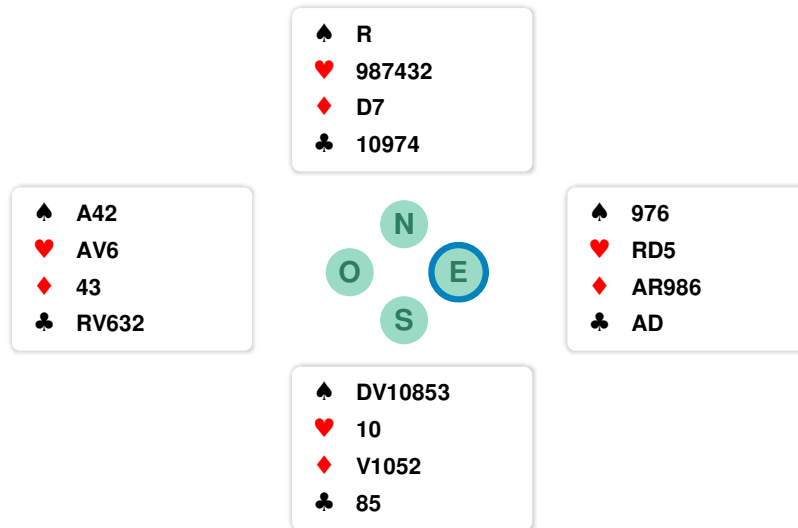 ♠ R
♥ 987432
♦ D7
♣ 10974
♠ A42
♥ AV6
♦ 43
♣ RV632
N
O
E
S
♠ 976
♥ RD5
♦ AR986
♣ AD
♠ DV10853
♥ 10
♦ V1052
♣ 85